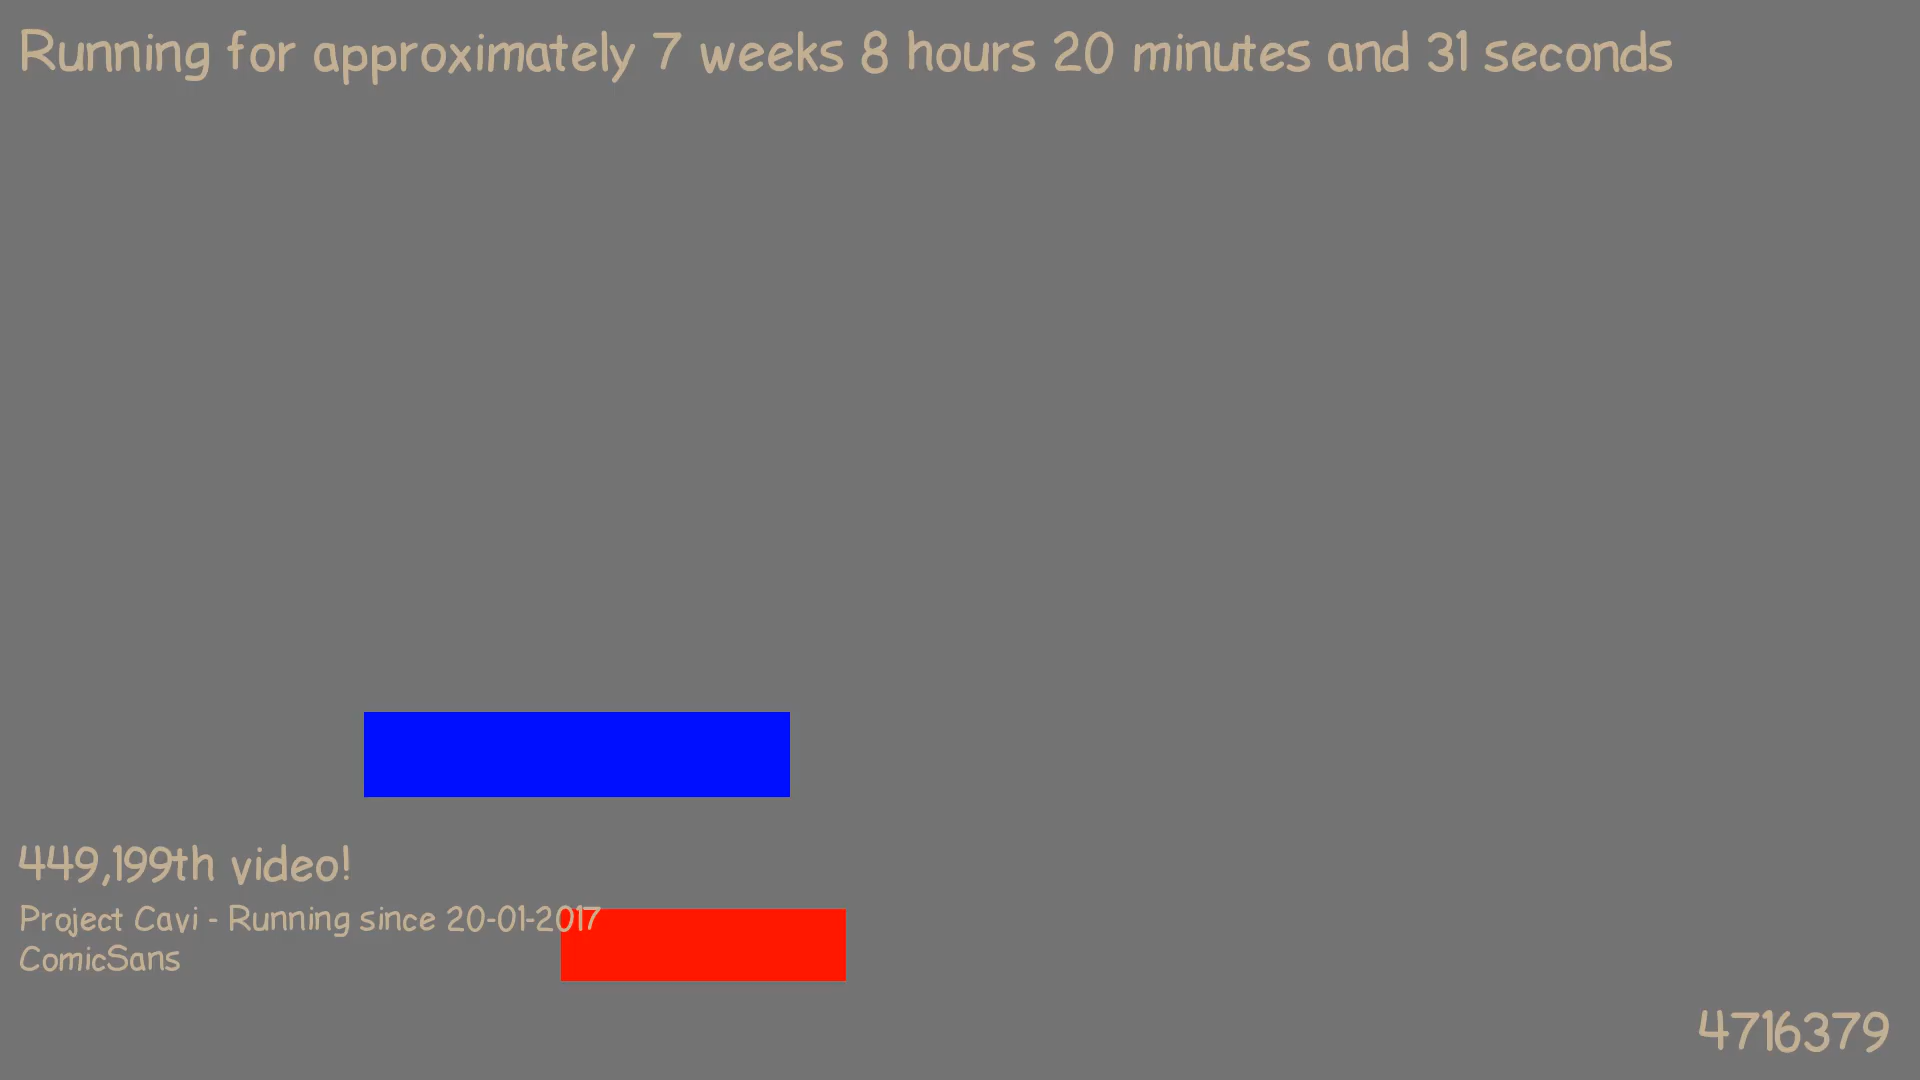 Running for approximately 7 weeks 8 hours 20 minutes and 31 seconds
449,199th video!
Project Cavi - Running since 20-01-2017
ComicSans
4716379